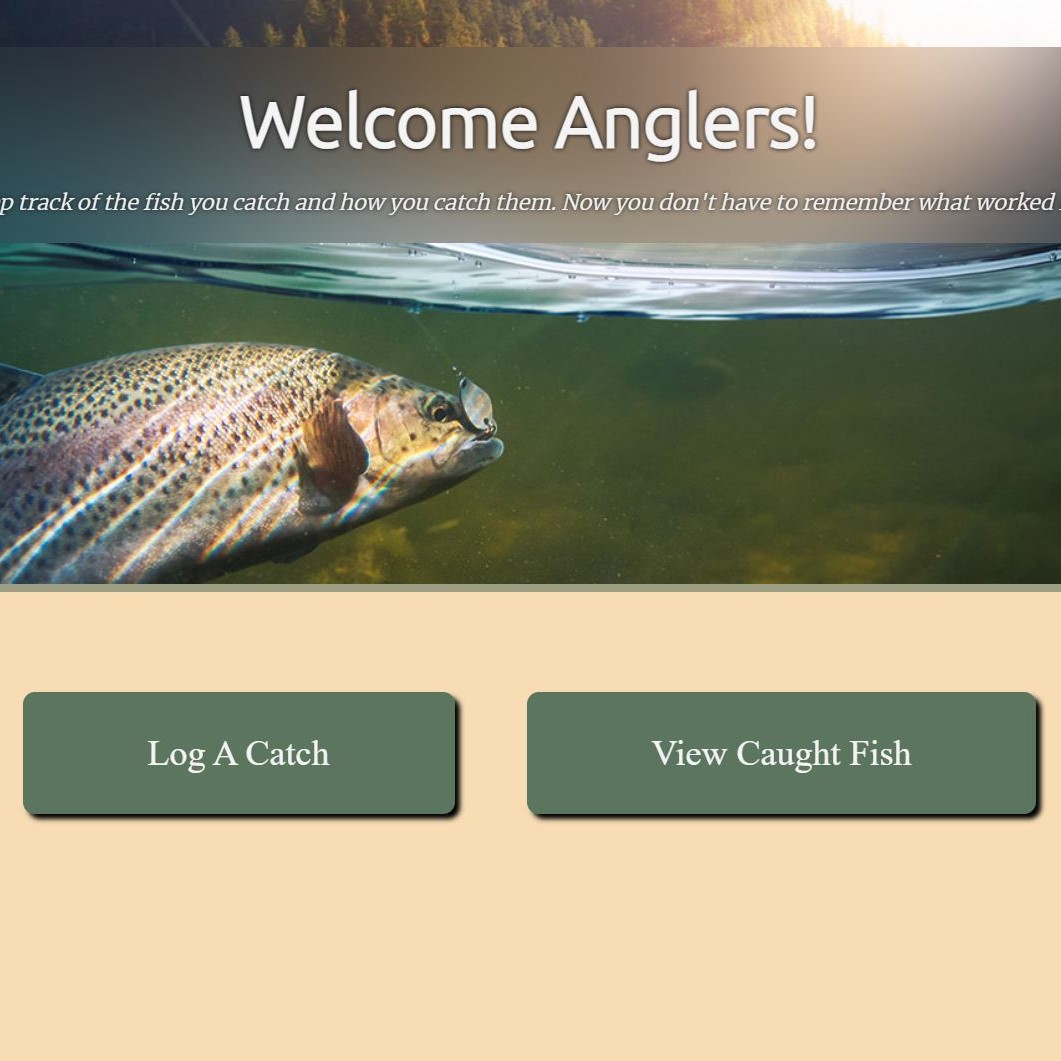 Welcome Anglers!
p track of the fish you catch and how you catch them. Now you don't have to remember what worked
Log A Catch
View Caught Fish